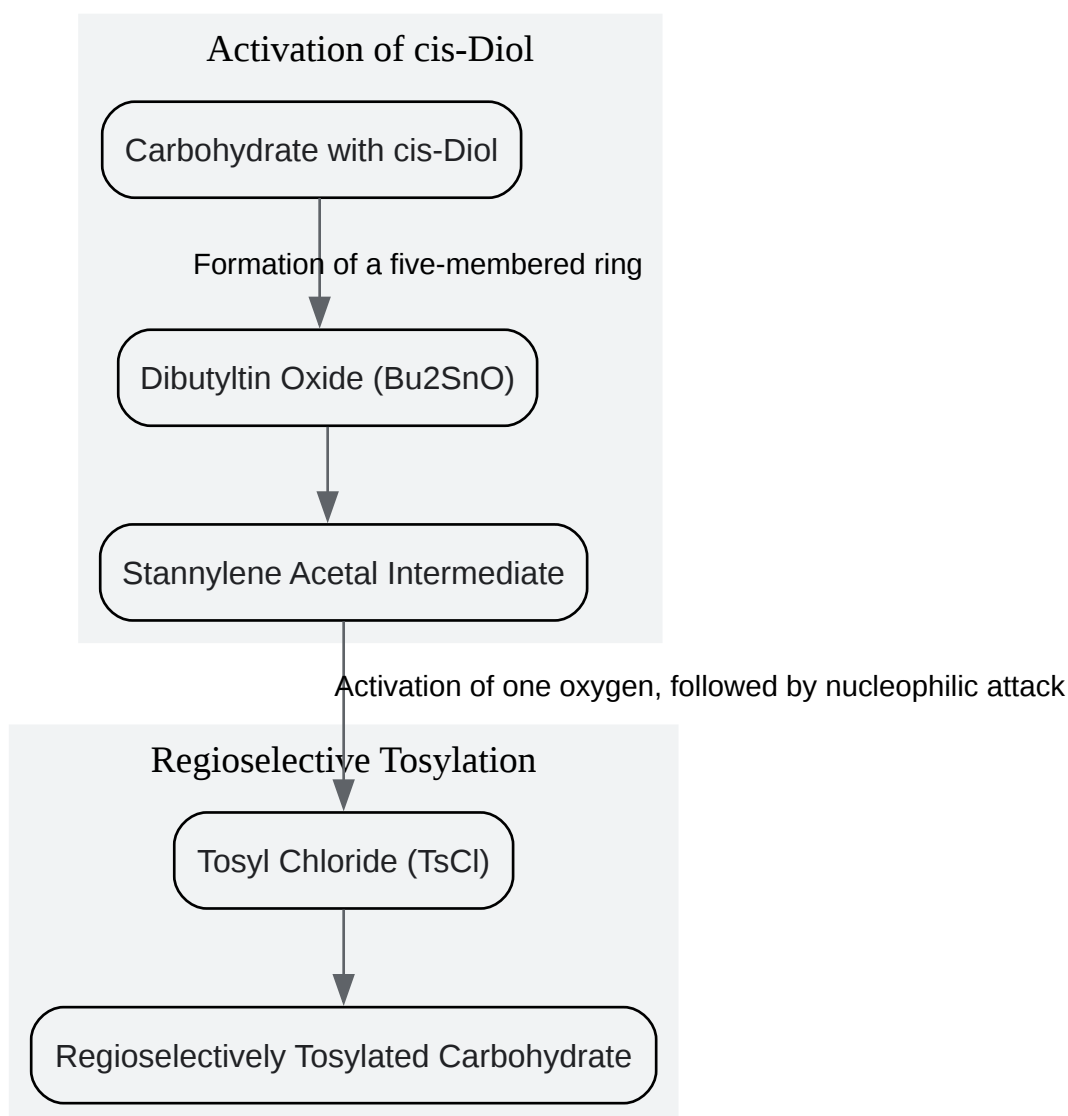 Activation of cis-Diol
Carbohydrate with cis-Diol
Formation of a five-membered ring
Dibutyltin Oxide (Bu2SnO)
Stannylene Acetal Intermediate
Activation of one oxygen, followed by nucleophilic attack
Regioselective Tosylation
Tosyl Chloride (TsCl)
Regioselectively Tosylated Carbohydrate